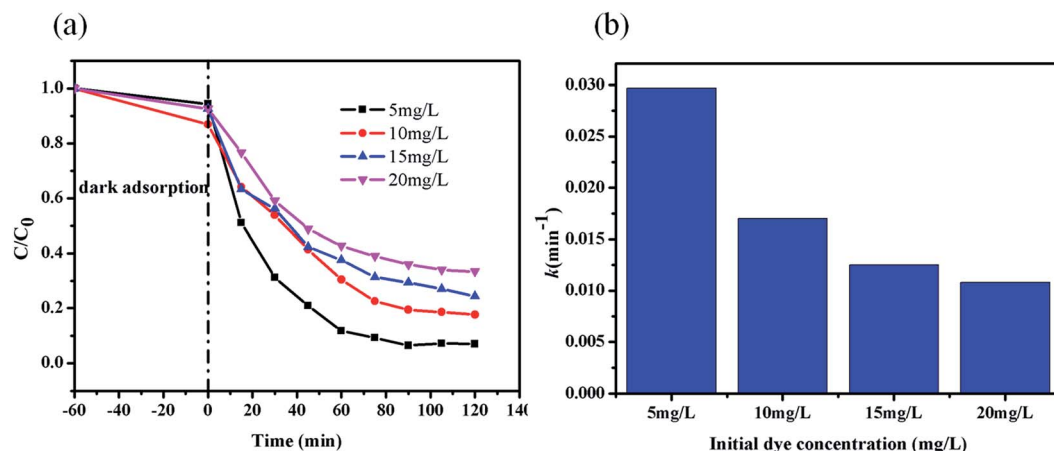 (a)
C/C0
1.0
0.8
0.6
0.4
0.2
0.0
dark adsorption
5mg/L
10mg/L
15mg/L
20mg/L
-60 -40 -20 0 20 40 60 80 100 120 14
Time (min)
(b)
k(min-1)
0.030
0.025
0.020
0.015
0.010
0.005
0.000
5mg/L 10mg/L 15mg/L 20mg/L
Initial dye concentration (mg/L)